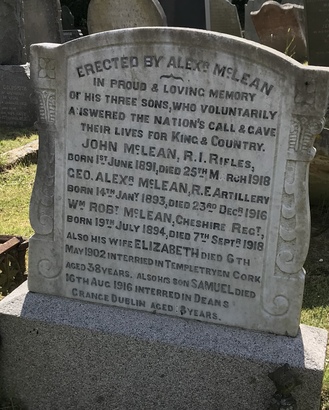 ERECTED BY ALEXR. McLEAN
IN PROUD & LOVING MEMORY
OF HIS THREE SONS, WHO VOLUNTARILY
ANSWERED THE NATION'S CALL & GAVE
THEIR LIVES FOR KING & COUNTRY.
JOHN McLEAN, R.I. RIFLES,
BORN 1ST JUNE 1891, DIED 25TH MARCH 1918
GEO. ALEXR. McLEAN, R.F. ARTILLERY
BORN 14TH JANY. 1893, DIED 23RD DECR. 1916
WM. ROBT. McLEAN, CHESHIRE REGT.,
BORN 19TH JULY 1894, DIED 7TH SEPTR. 1918
ALSO HIS WIFE ELIZABETH DIED 6TH
MAY 1902 INTERRIED IN TEMPLETRYEN CORK
AGED 38 YEARS. ALSO HIS SON SAMUEL DIED
16TH AUG 1916 INTERRED IN DEANS
GRANGE DUBLIN AGED YEARS.